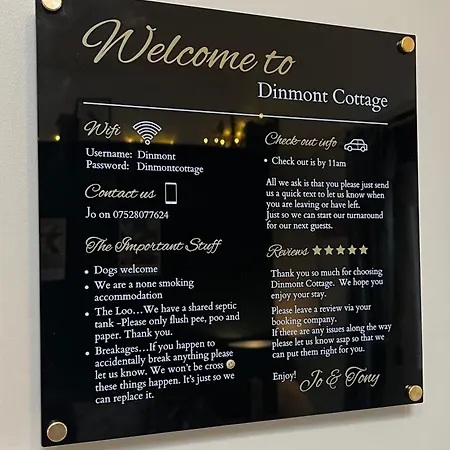 Welcome to
Dinmont Cottage
Wifi
Username: Dinmont
Password: Dinmontcottage
Contact us
Jo on 07528077624
The Important Stuff
• Dogs welcome
• We are a none smoking
accommodation
• The Loo...We have a shared septic
tank -Please only flush pee, poo and
paper. Thank you.
• Breakages...If you happen to
accidentally break anything please
let us know. We won't be cross
these things happen. It's just so we
can replace it.
Check-out info
• Check out is by 11am
All we ask is that you please just send
us a quick text to let us know when
you are leaving or have left.
Just so we can start our turnaround
for our next guests.
Reviews
Thank you so much for choosing
Dinmont Cottage. We hope you
enjoy your stay.
Please leave a review via your
booking company.
If there are any issues along the way
please let us know asap so that we
can put them right for you.
Enjoy! Jo & Tony